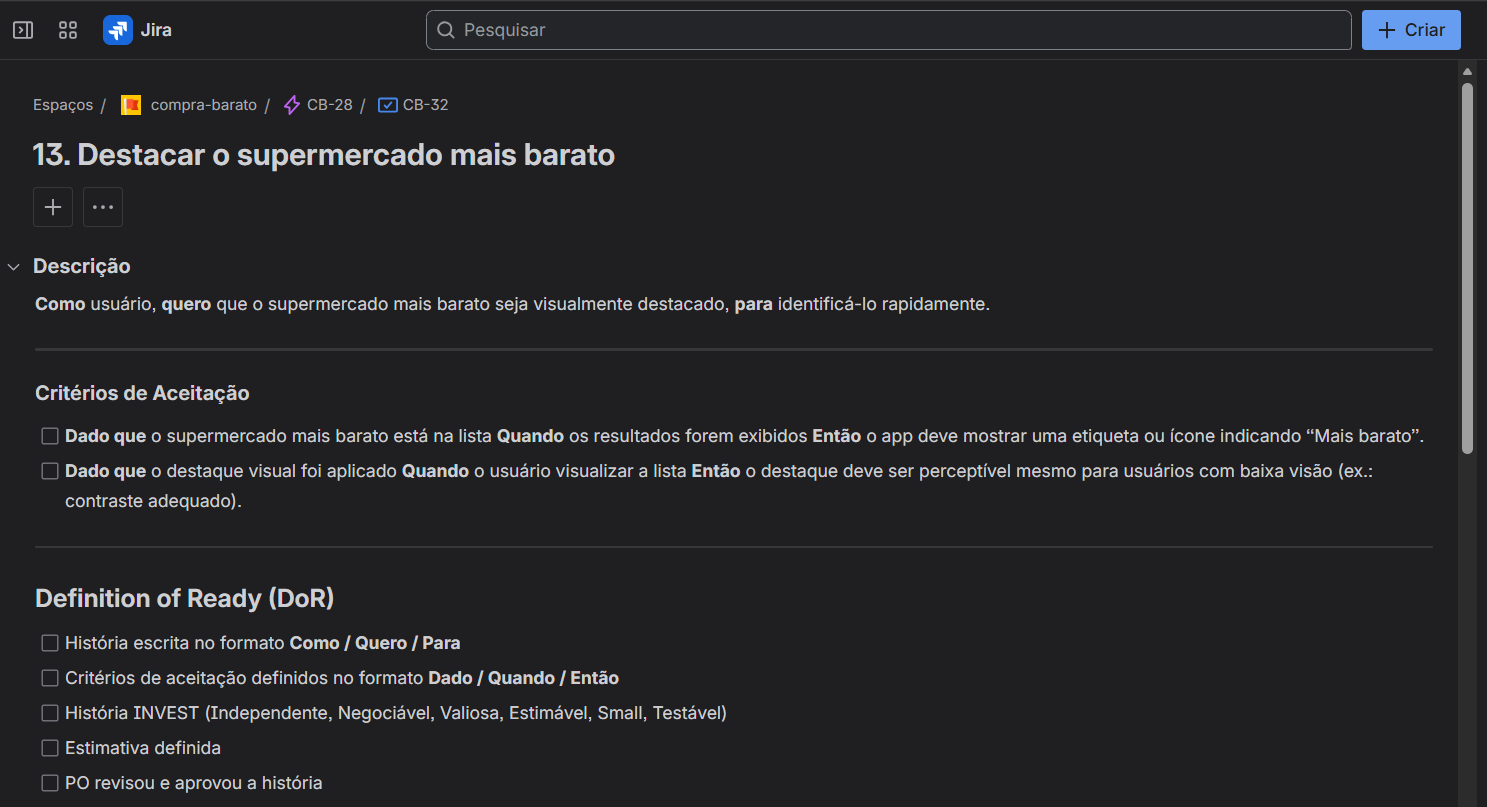 Jira
Pesquisar
Criar
Espaços / compra-barato / CB-28 / CB-32
13. Destacar o supermercado mais barato
Descrição
Como usuário, quero que o supermercado mais barato seja visualmente destacado, para identificá-lo rapidamente.
Critérios de Aceitação
Dado que o supermercado mais barato está na lista Quando os resultados forem exibidos Então o app deve mostrar uma etiqueta ou ícone indicando “Mais barato”.
Dado que o destaque visual foi aplicado Quando o usuário visualizar a lista Então o destaque deve ser perceptível mesmo para usuários com baixa visão (ex.:
contraste adequado).
Definition of Ready (DoR)
História escrita no formato Como / Quero / Para
Critérios de aceitação definidos no formato Dado / Quando / Então
História INVEST (Independente, Negociável, Valiosa, Estimável, Small, Testável)
Estimativa definida
PO revisou e aprovou a história